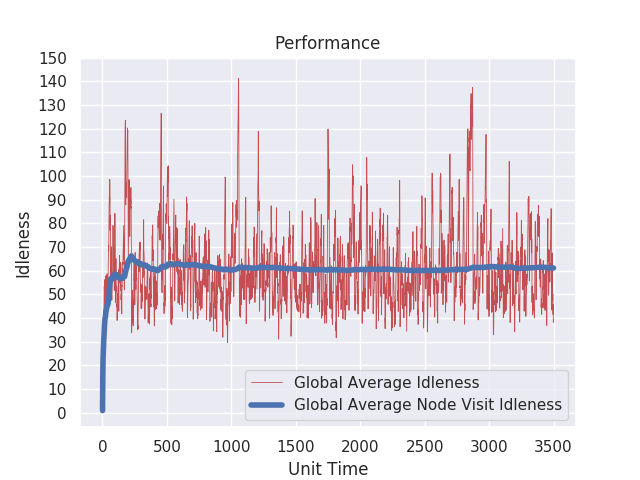 Performance
150
140
130
120
110
100
90
80
70
60
50
40
30
20
10
0
Idleness
Global Average Idleness
Global Average Node Visit Idleness
0 500 1000 1500 2000 2500 3000 3500
Unit Time